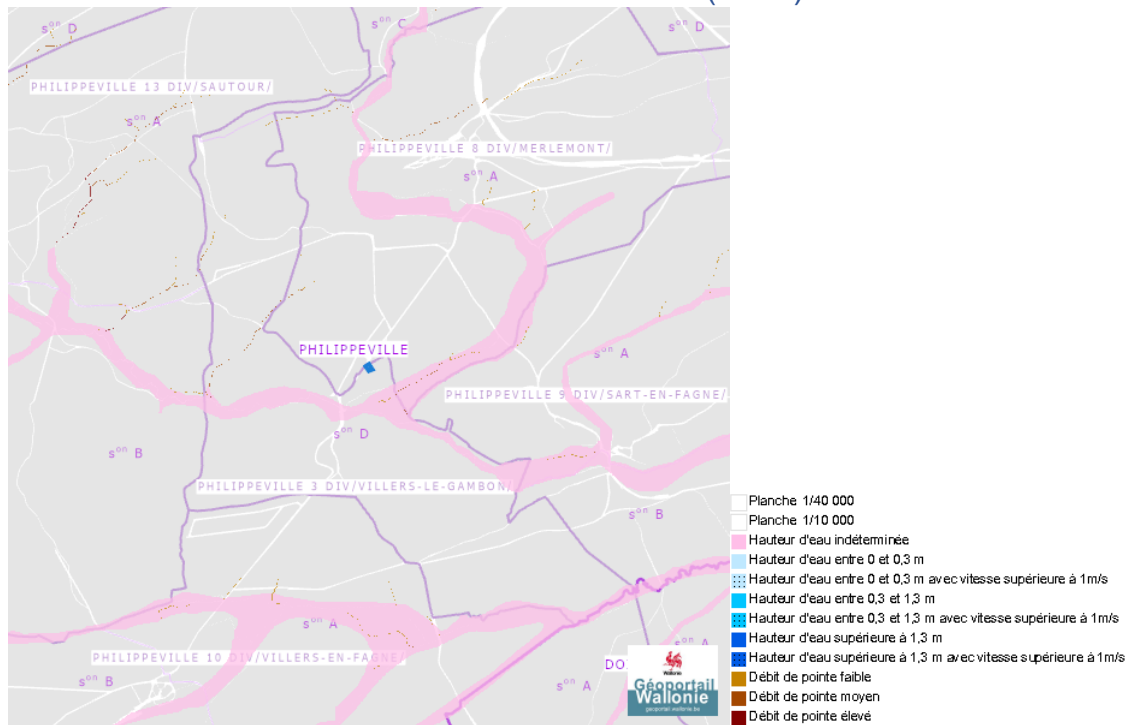 s on D
s on C
s on D
PHILIPPEVILLE 13 DIV/SAUTOUR/
s on A
PHILIPPEVILLE 8 DIV/MERLEMONT/
s on A
PHILIPPEVILLE
s on A
PHILIPPEVILLE 9 DIV/SART-EN-FAGNE/
s on D
s on B
PHILIPPEVILLE 3 DIV/VILLERS-LE-GAMBON/
s on B
s on A
s on A
PHILIPPEVILLE 10 DIV/VILLERS-EN-FAGNE/
DO
s on A
Wallonie
Géoportail
Wallonie
geoportail.wallonie.be
Planche 1/40 000
Planche 1/10 000
Hauteur d'eau indéterminée
Hauteur d'eau entre 0 et 0,3 m
Hauteur d'eau entre 0 et 0,3 m avec vitesse supérieure à 1m/s
Hauteur d'eau entre 0,3 et 1,3 m
Hauteur d'eau entre 0,3 et 1,3 m avec vitesse supérieure à 1m/s
Hauteur d'eau supérieure à 1,3 m
Hauteur d'eau supérieure à 1,3 m avec vitesse supérieure à 1m/s
Débit de pointe faible
Débit de pointe moyen
Débit de pointe élevé